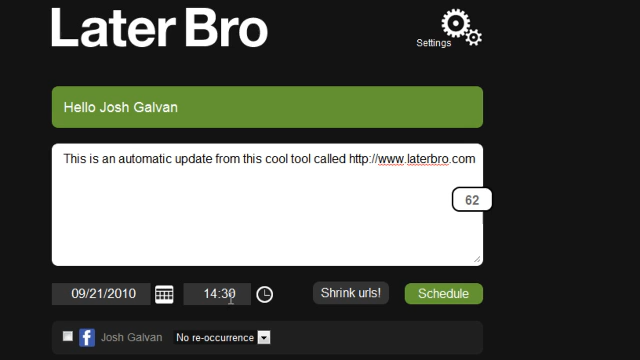 Later Bro
Settings
Hello Josh Galvan
This is an automatic update from this cool tool called http://www.laterbro.com
62
09/21/2010 14:30 Shrink urls! Schedule
f Josh Galvan No re-occurrence